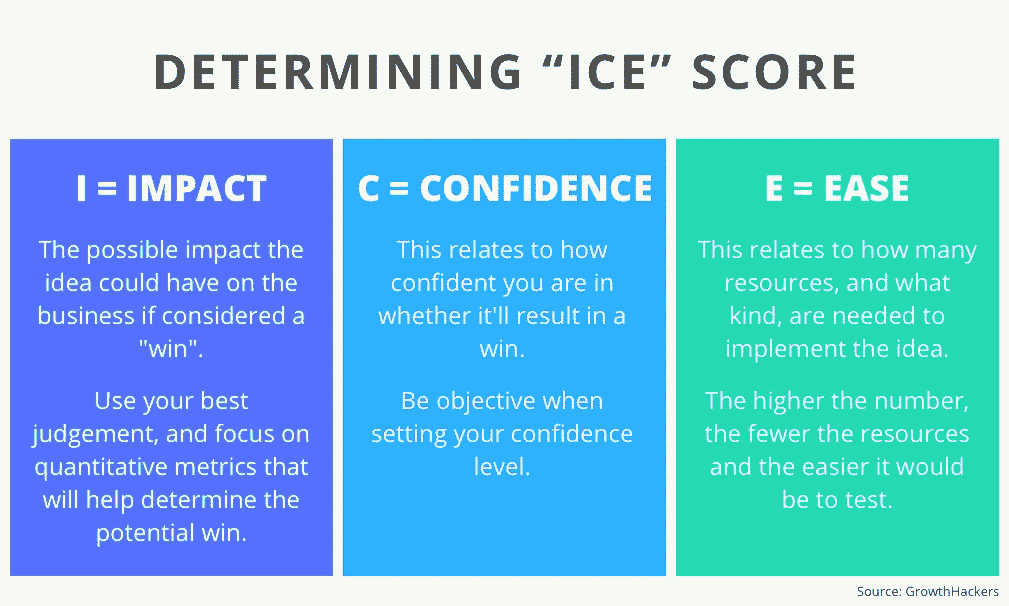 DETERMINING “ICE” SCORE
I = IMPACT
The possible impact the
idea could have on the
business if considered a
"win".
Use your best
judgement, and focus on
quantitative metrics that
will help determine the
potential win.
C = CONFIDENCE
This relates to how
confident you are in
whether it'll result in a
win.
Be objective when
setting your confidence
level.
E = EASE
This relates to how many
resources, and what
kind, are needed to
implement the idea.
The higher the number,
the fewer the resources
and the easier it would
be to test.
Source: GrowthHackers